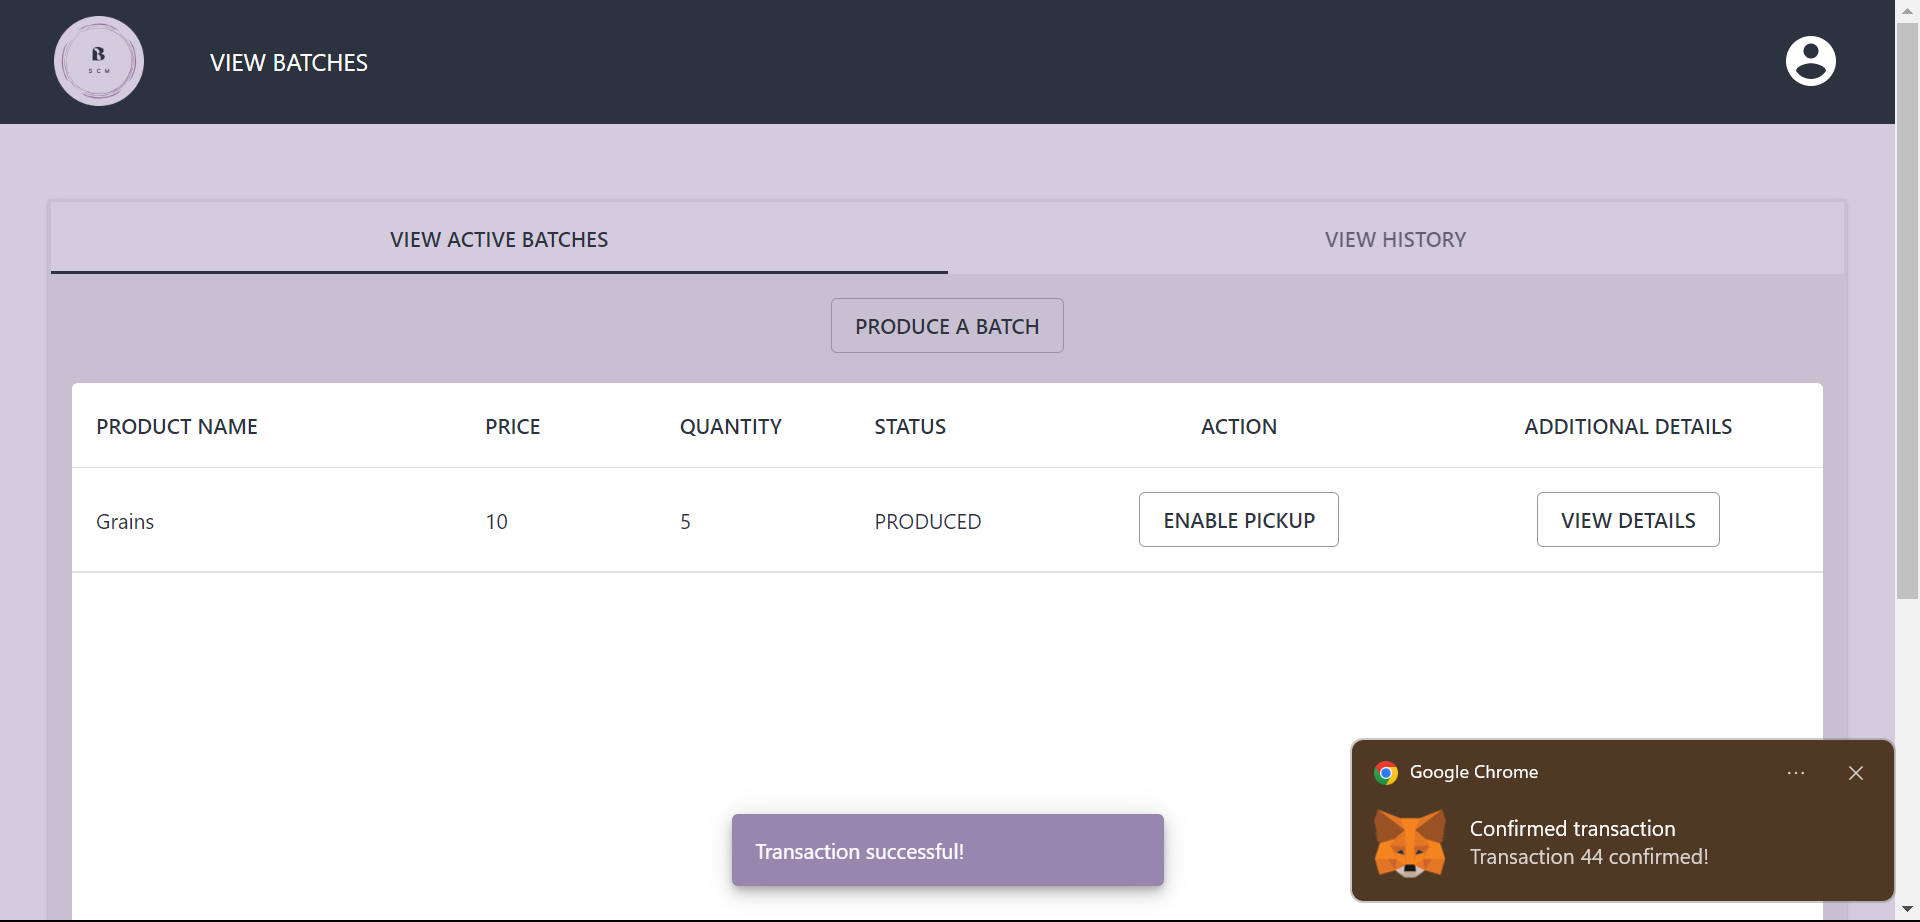 B
SCM
VIEW BATCHES
VIEW ACTIVE BATCHES
VIEW HISTORY
PRODUCE A BATCH
PRODUCT NAME PRICE QUANTITY STATUS ACTION ADDITIONAL DETAILS
Grains 10 5 PRODUCED ENABLE PICKUP VIEW DETAILS
Google Chrome
Confirmed transaction
Transaction 44 confirmed!
Transaction successful!